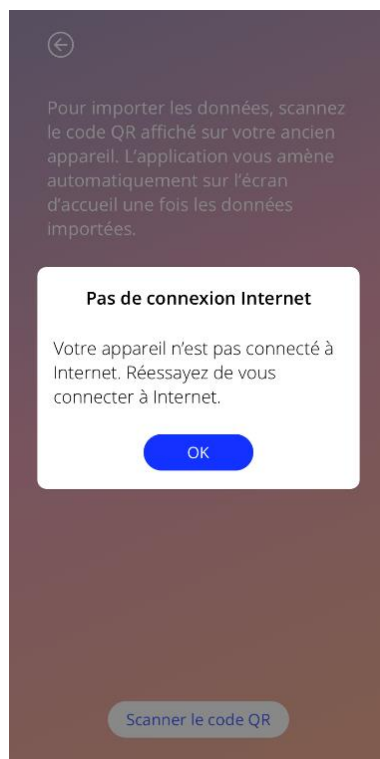 Pour importer les données, scannez
le code QR affiché sur votre ancien
appareil. L'application vous amène
automatiquement sur l'écran
d'accueil une fois les données
importées.
Pas de connexion Internet
Votre appareil n'est pas connecté à
Internet. Réessayez de vous
connecter à Internet.
OK
Scanner le code QR